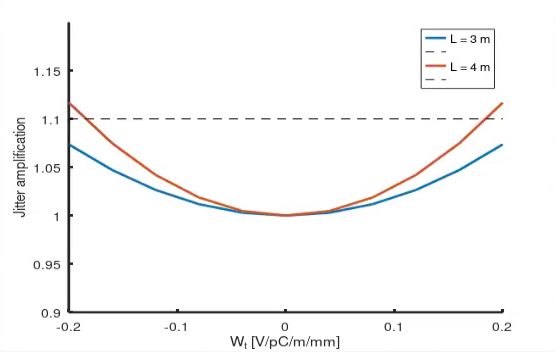 L = 3 m
L = 4 m
1.15
1.1
1.05
1
0.95
0.9
Jitter amplification
-0.2
-0.1
0
0.1
0.2
Wt [V/pC/m/mm]